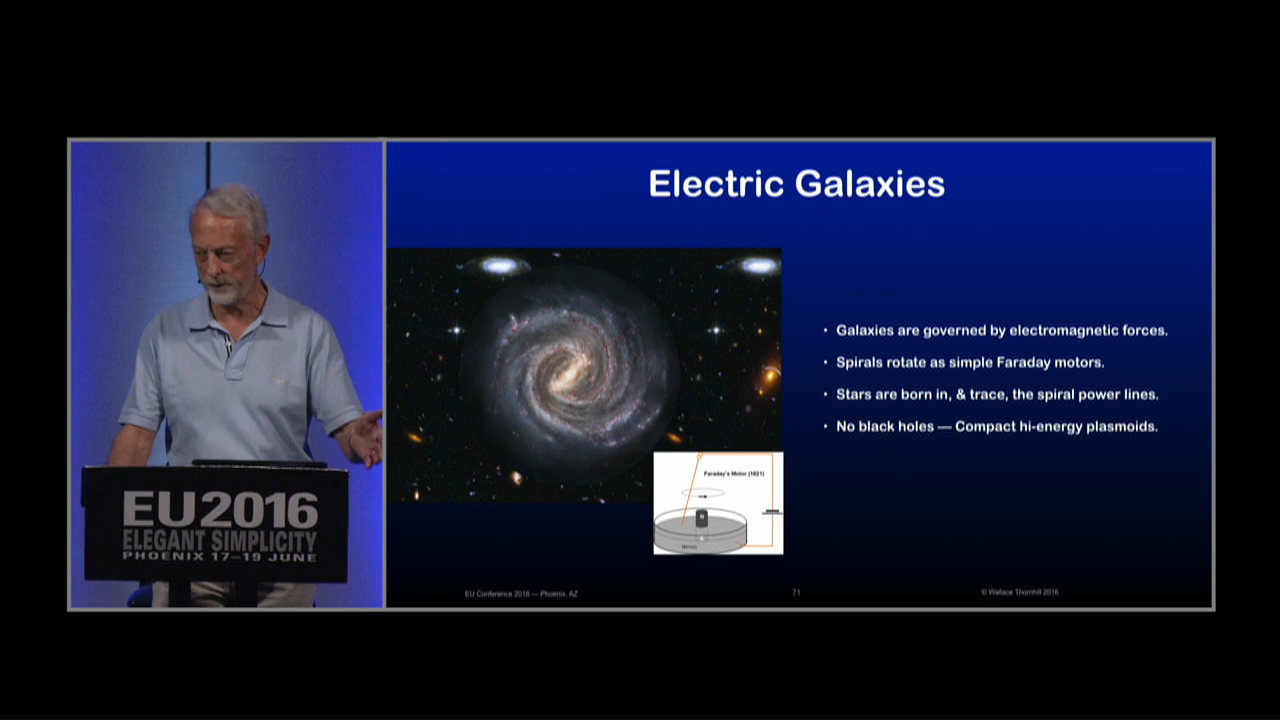 Electric Galaxies
• Galaxies are governed by electromagnetic forces.
• Spirals rotate as simple Faraday motors.
• Stars are born in, & trace, the spiral power lines.
• No black holes — Compact hi-energy plasmoids.
Faraday's Motor (1821)
EU2016
ELEGANT SIMPLICITY
PHOENIX 17–19 JUNE
EU Conference 2016 — Phoenix, AZ
71
© Wallace Thornhill 2016